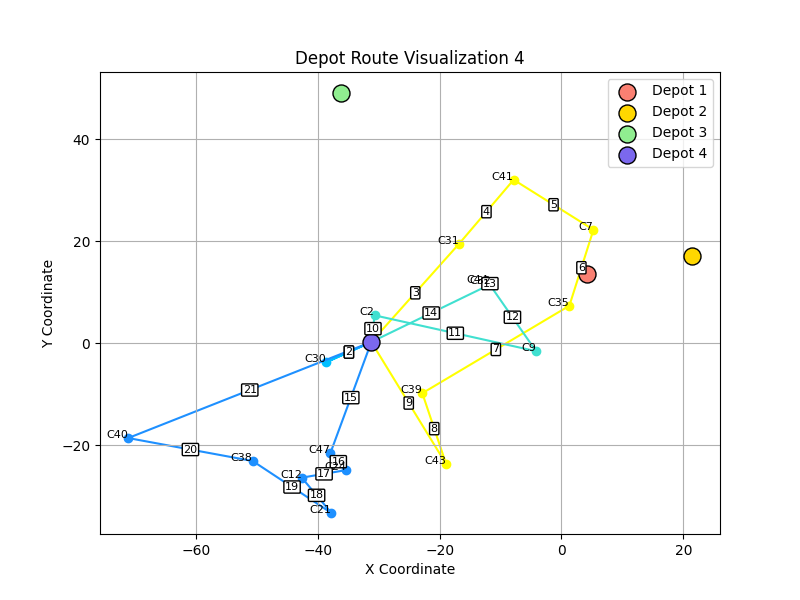 Depot Route Visualization 4
Depot 1
Depot 2
Depot 3
Depot 4
Y Coordinate
40
20
0
−20
C41
4
5
C7
C31
3
6
13
C2
14
12
C35
10
11
C9
7
C30
2
21
15
C39
9
8
C40
20
C38
C47
16
C43
C12
17
19
18
C21
−60
−40
−20
0
20
X Coordinate